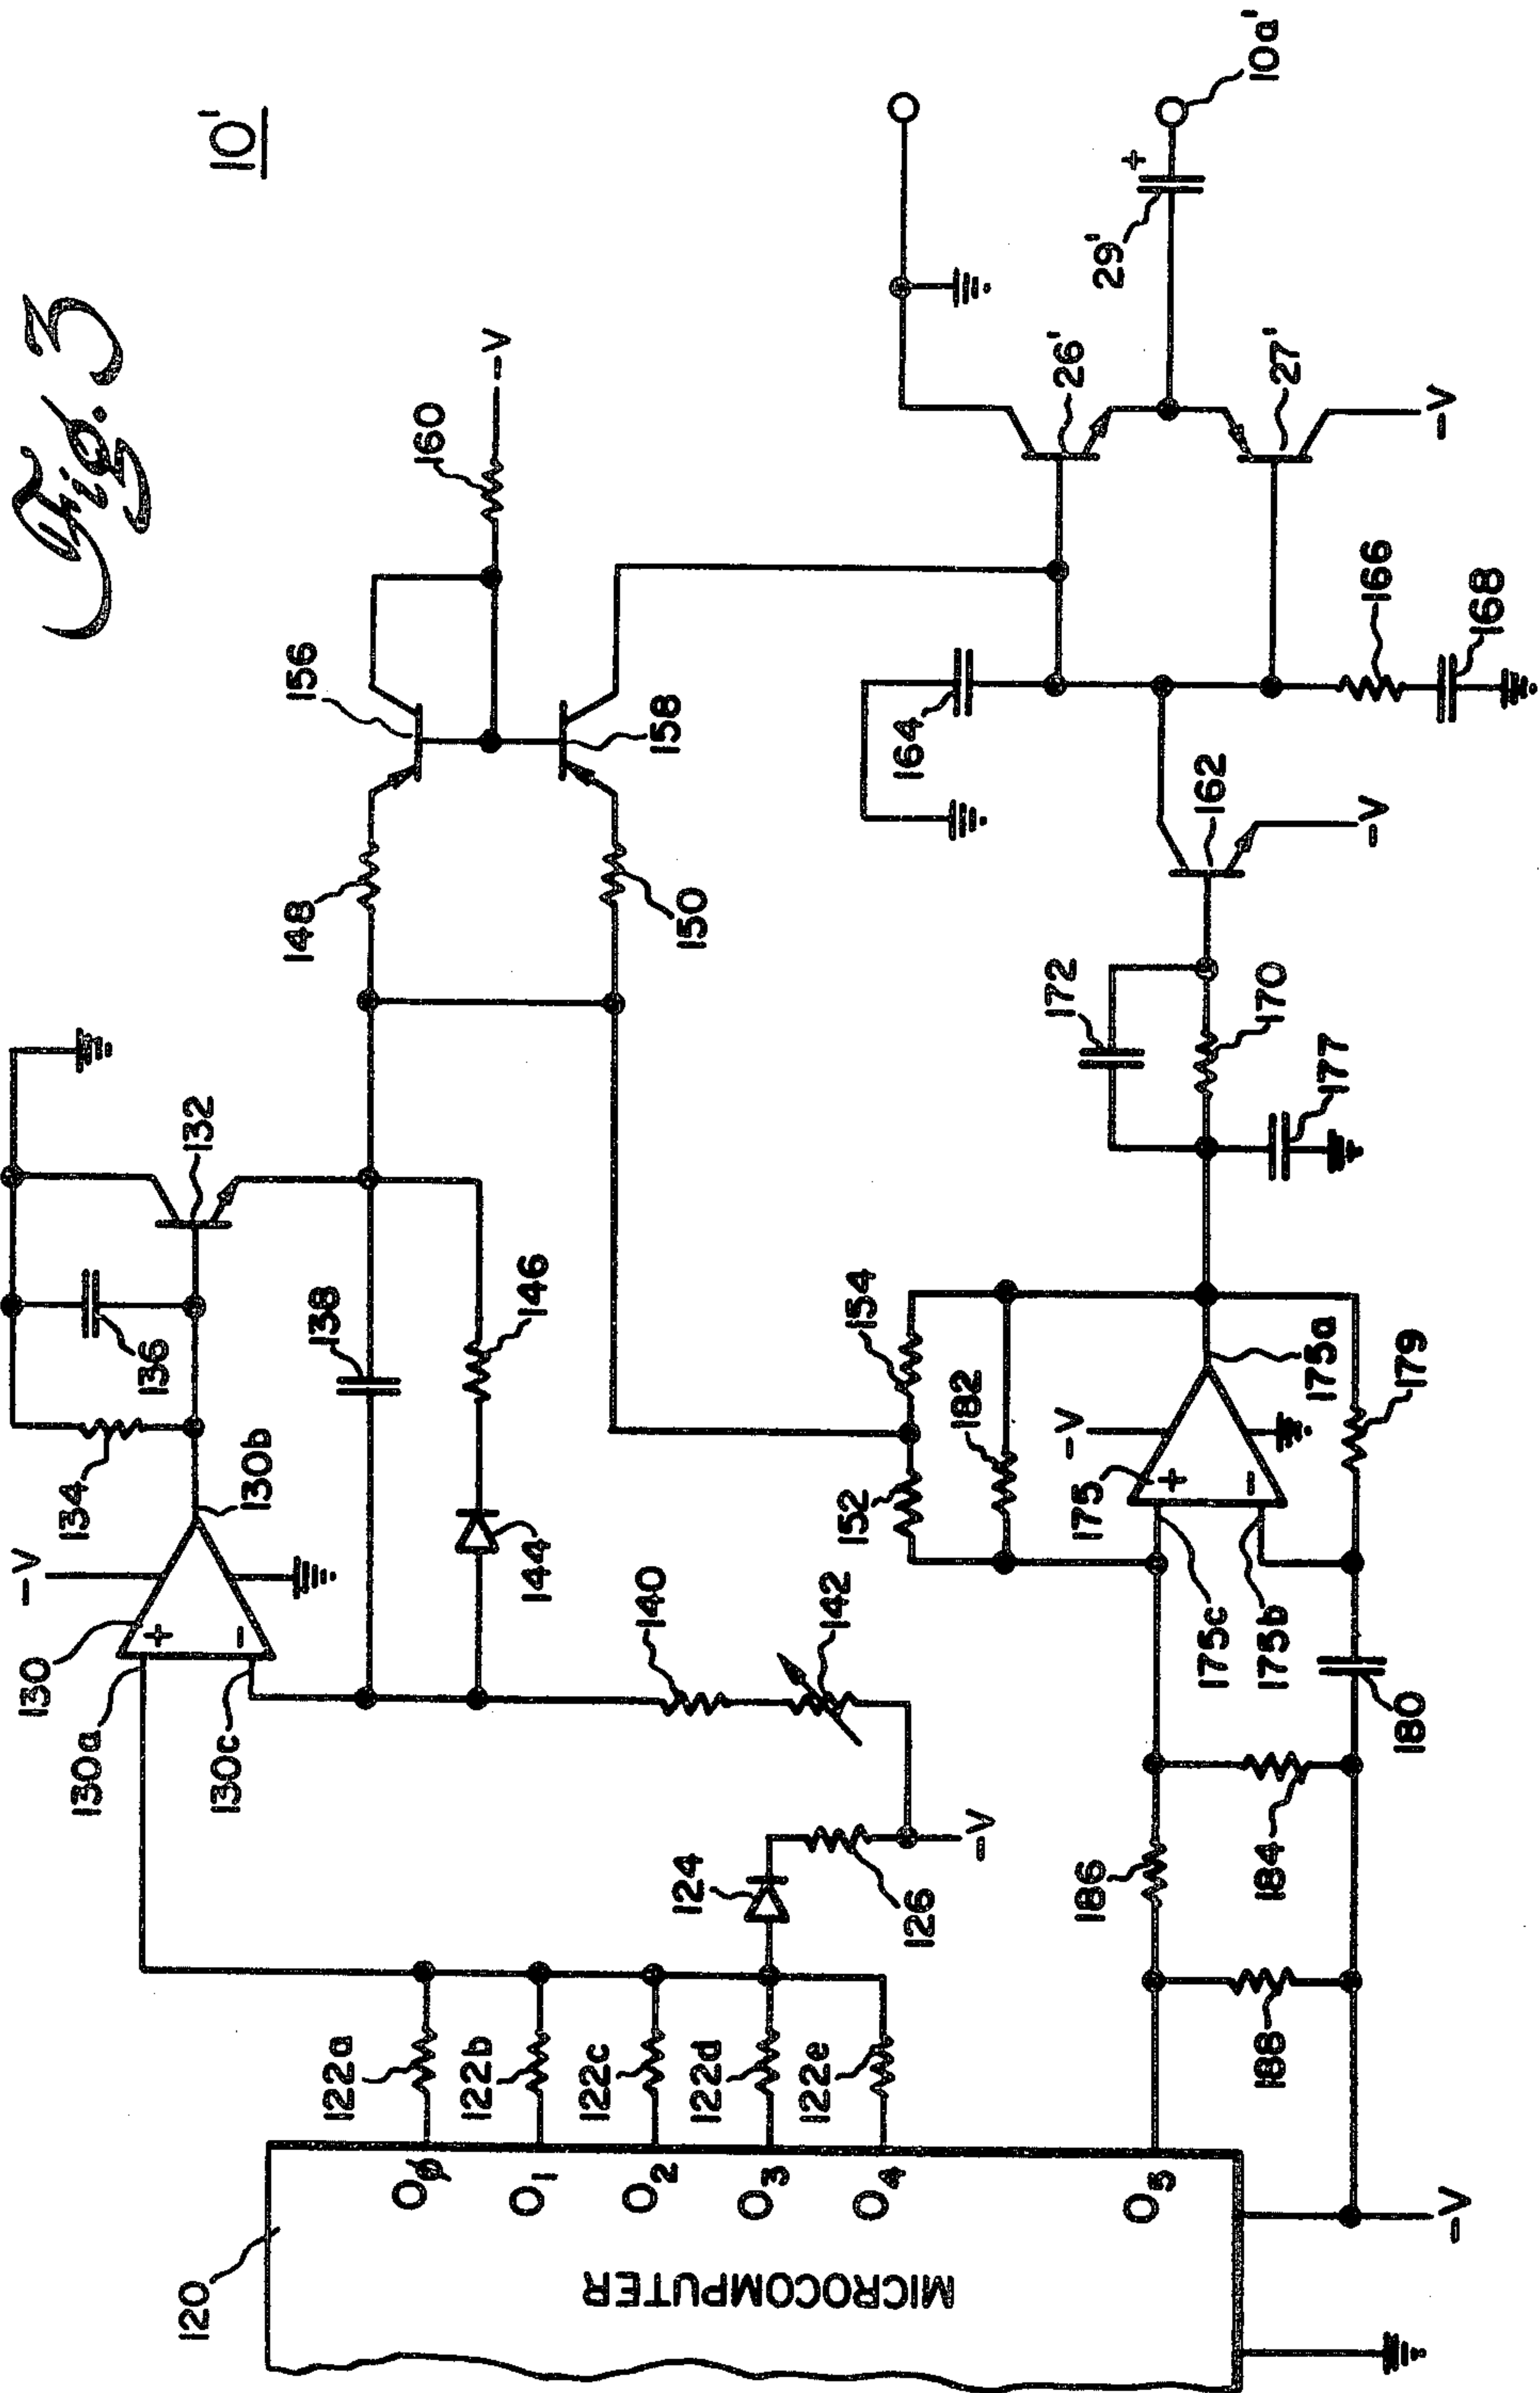 Fig. 3
10'
120
MICROCOMPUTER
Oϕ
O1
O2
O3
O4
O5
122a
122b
122c
122d
122e
124
126
-V
130
130a
130b
130c
+
-
-V
132
134
136
138
140
142
144
146
148
150
156
158
160
-V
152
154
182
175
175a
175b
175c
+
-
-V
179
180
184
186
188
-V
170
172
177
162
-V
164
166
168
26'
27'
-V
29'
+
10a'